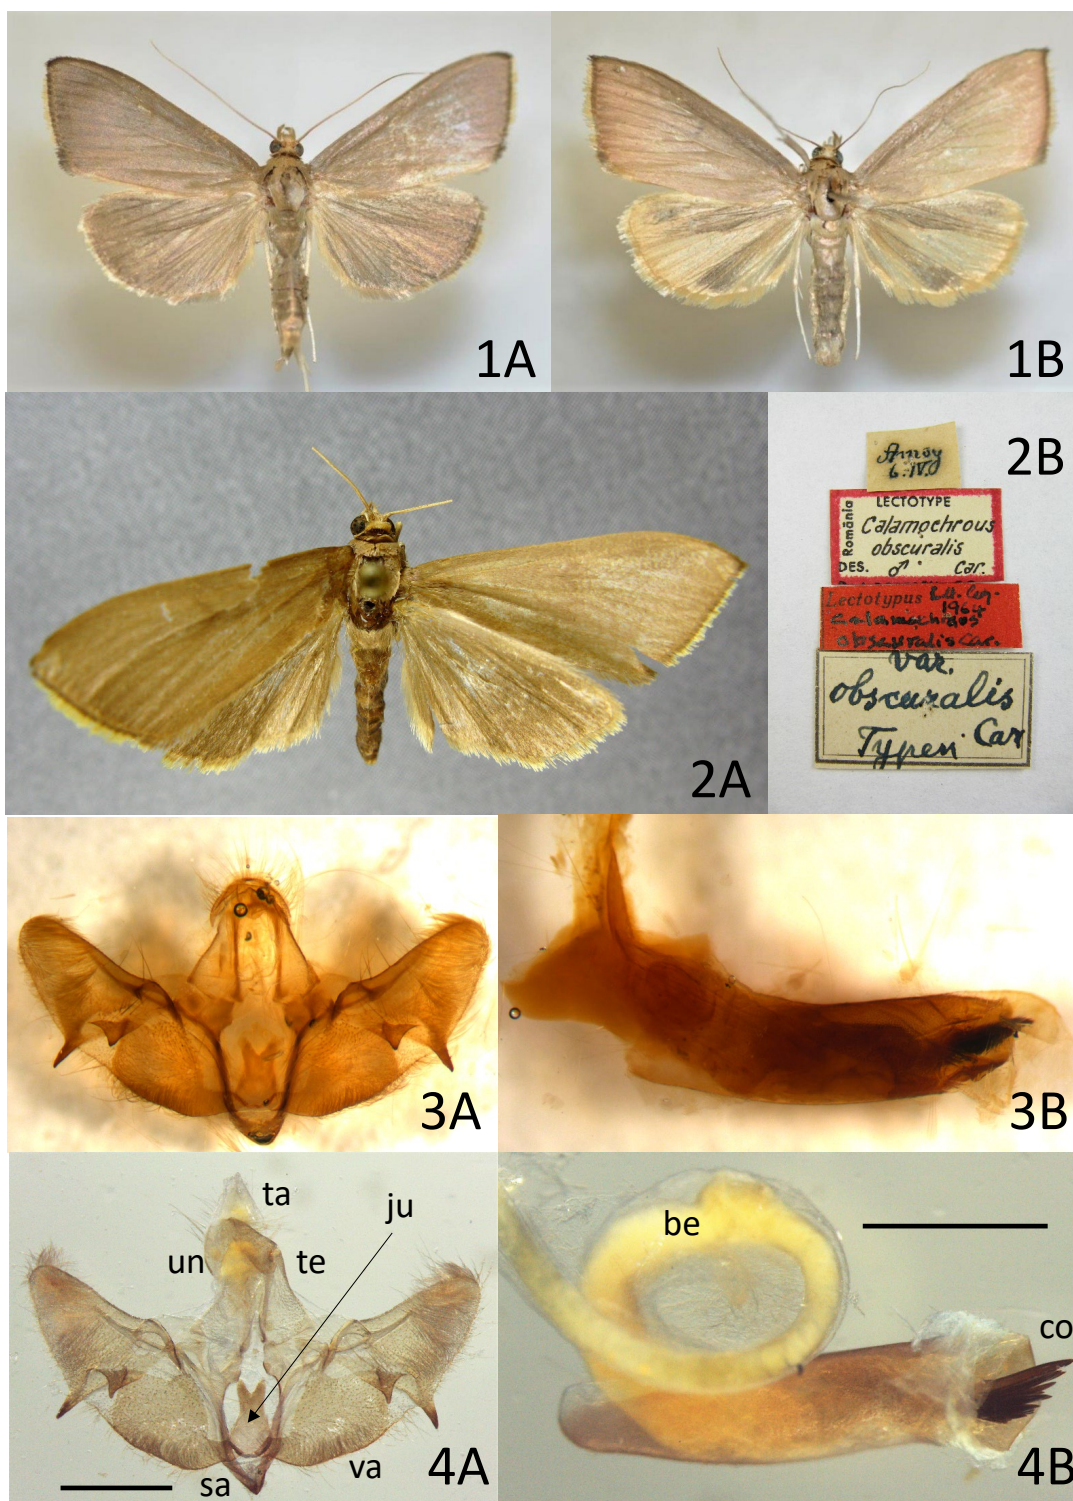 1A
1B
2A
2B
Amoy
6.IV.
România
LECTOTYPE
Calamochrous
obscuralis
DES. ♂ Car.
Lectotypus
1964
obscuralis Car.
var.
obscuralis
Typen Car
3A
3B
ta
ju
un
te
sa
va
4A
be
co
4B